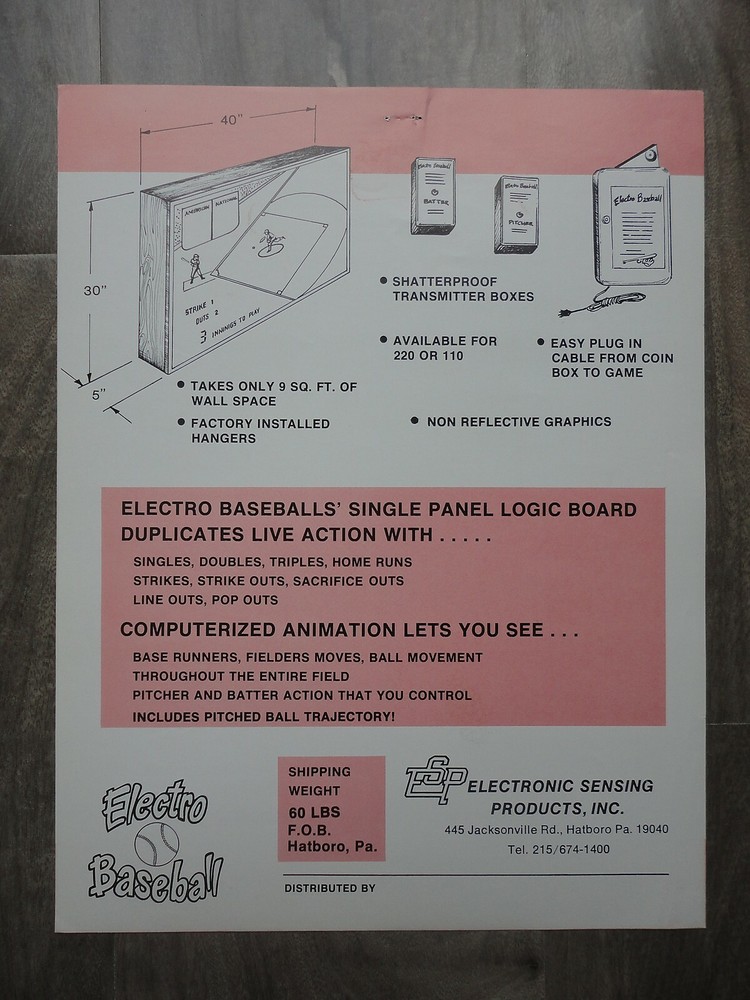 40"
30"
5"
AMERICAN NATIONAL
STRIKE 1
OUTS 2
3 INNINGS TO PLAY
Electro Baseball
BATTER
Electro Baseball
PITCHER
Electro Baseball
● SHATTERPROOF
TRANSMITTER BOXES
● AVAILABLE FOR
220 OR 110
● EASY PLUG IN
CABLE FROM COIN
BOX TO GAME
● TAKES ONLY 9 SQ. FT. OF
WALL SPACE
● FACTORY INSTALLED
HANGERS
● NON REFLECTIVE GRAPHICS
ELECTRO BASEBALLS' SINGLE PANEL LOGIC BOARD
DUPLICATES LIVE ACTION WITH . . . . .
SINGLES, DOUBLES, TRIPLES, HOME RUNS
STRIKES, STRIKE OUTS, SACRIFICE OUTS
LINE OUTS, POP OUTS
COMPUTERIZED ANIMATION LETS YOU SEE . . .
BASE RUNNERS, FIELDERS MOVES, BALL MOVEMENT
THROUGHOUT THE ENTIRE FIELD
PITCHER AND BATTER ACTION THAT YOU CONTROL
INCLUDES PITCHED BALL TRAJECTORY!
Electro
Baseball
SHIPPING
WEIGHT
60 LBS
F.O.B.
Hatboro, Pa.
ESP ELECTRONIC SENSING
PRODUCTS, INC.
445 Jacksonville Rd., Hatboro Pa. 19040
Tel. 215/674-1400
DISTRIBUTED BY